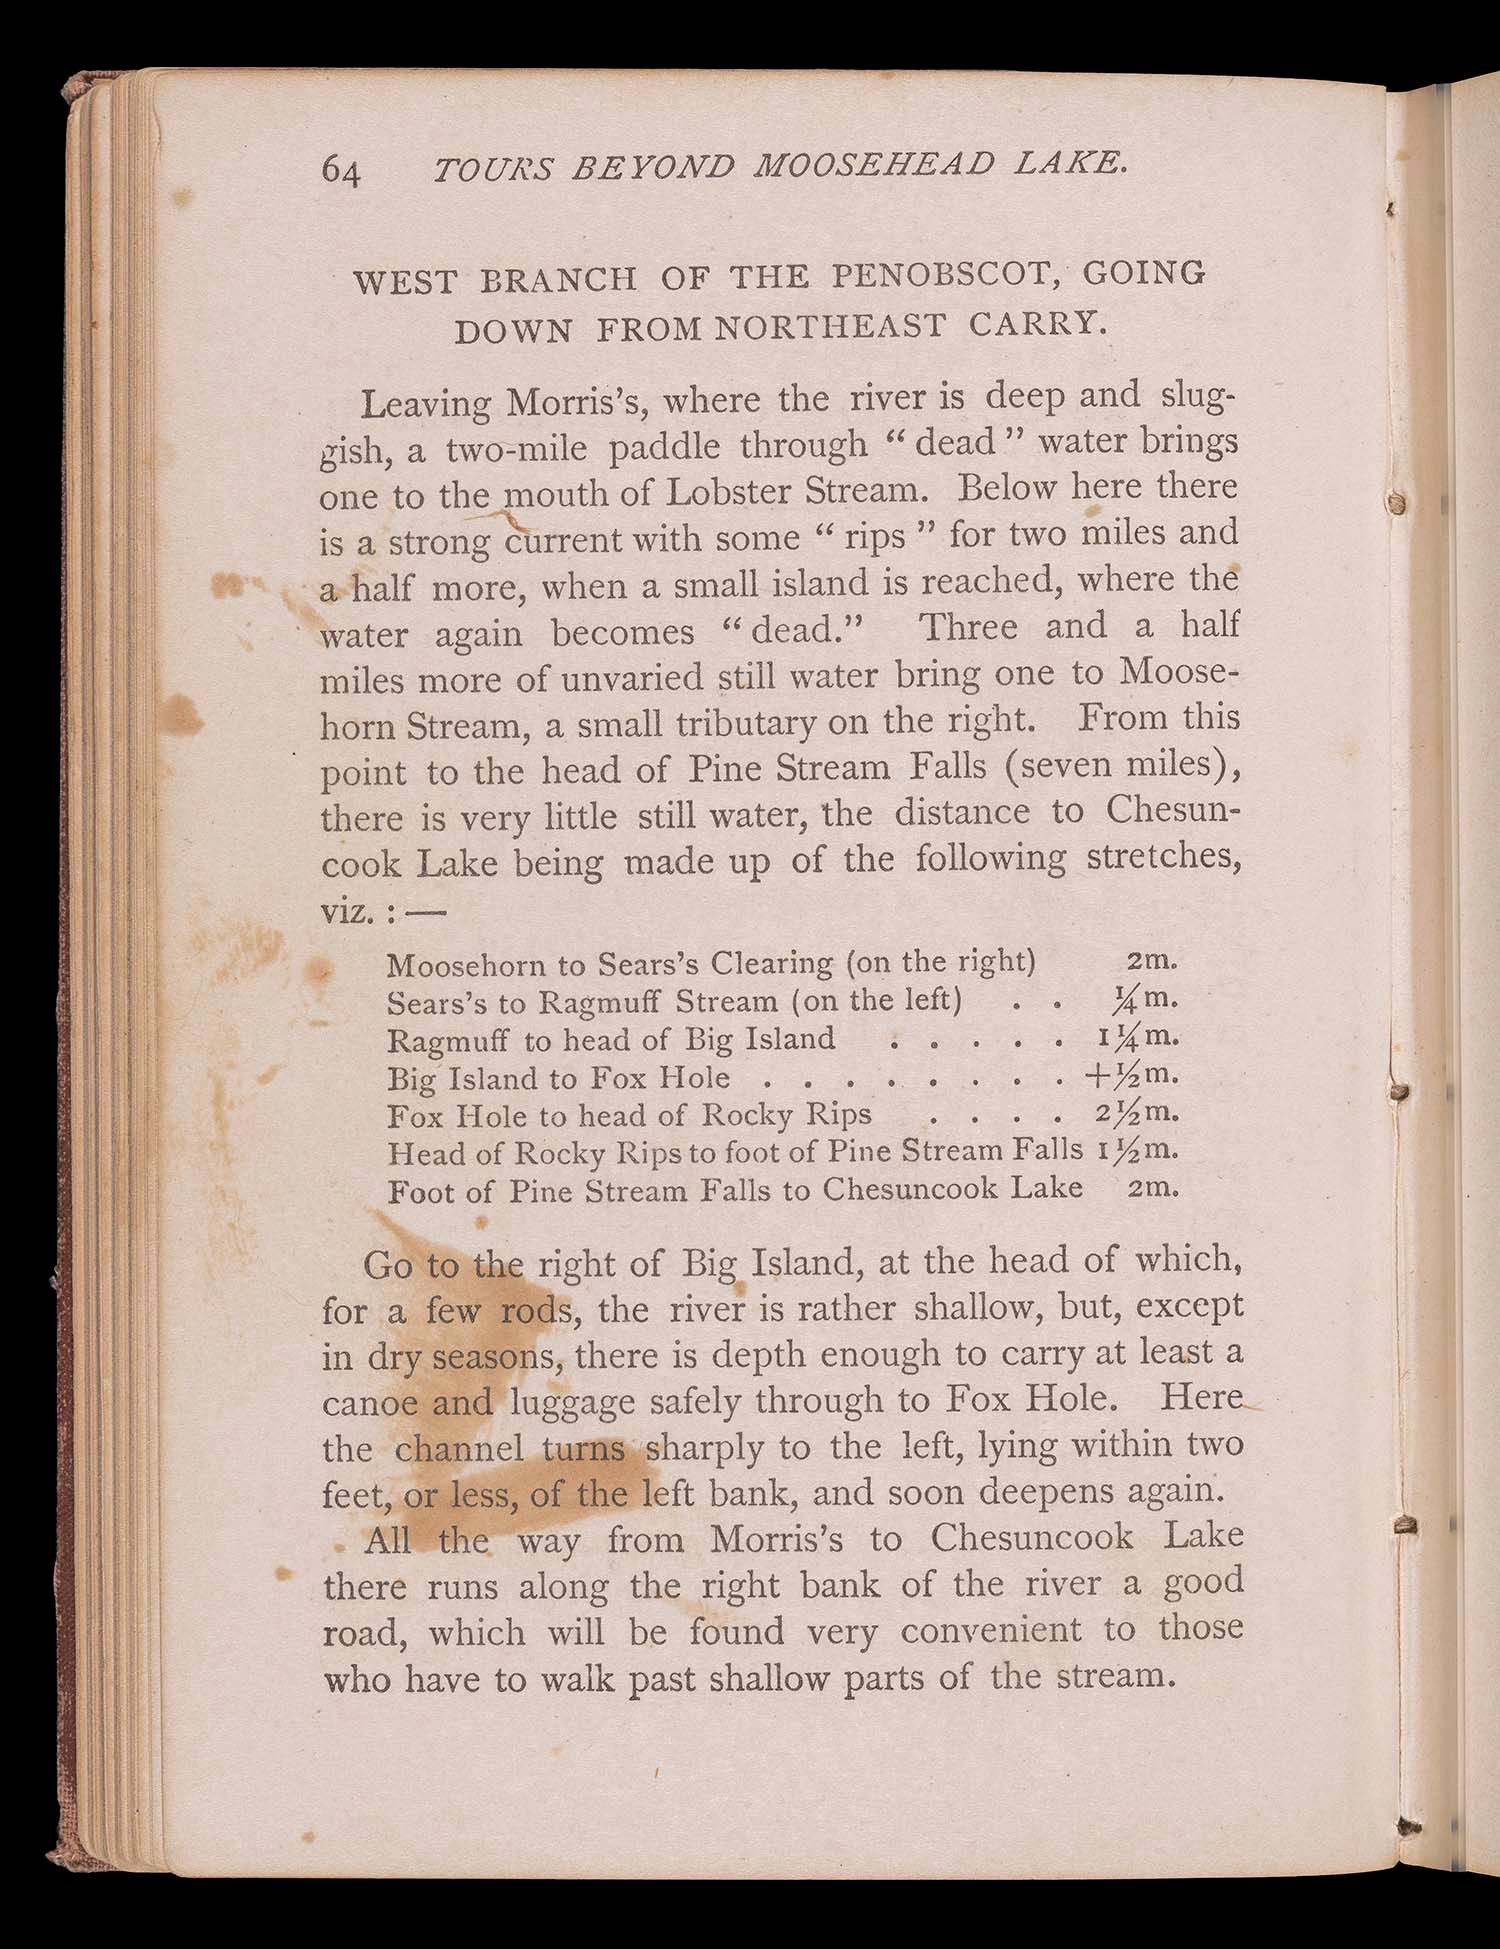 64 TOURS BEYOND MOOSEHEAD LAKE.
WEST BRANCH OF THE PENOBSCOT, GOING
DOWN FROM NORTHEAST CARRY.
Leaving Morris's, where the river is deep and slug-
gish, a two-mile paddle through “ dead ” water brings
one to the mouth of Lobster Stream. Below here there
is a strong current with some “ rips ” for two miles and
a half more, when a small island is reached, where the
water again becomes “ dead.” Three and a half
miles more of unvaried still water bring one to Moose-
horn Stream, a small tributary on the right. From this
point to the head of Pine Stream Falls (seven miles),
there is very little still water, the distance to Chesun-
cook Lake being made up of the following stretches,
viz. : —
Moosehorn to Sears's Clearing (on the right) 2m.
Sears's to Ragmuff Stream (on the left) . . ¼m.
Ragmuff to head of Big Island . . . . . 1¼m.
Big Island to Fox Hole . . . . . . . . +½m.
Fox Hole to head of Rocky Rips . . . . 2½m.
Head of Rocky Rips to foot of Pine Stream Falls 1½m.
Foot of Pine Stream Falls to Chesuncook Lake 2m.
Go to the right of Big Island, at the head of which,
for a few rods, the river is rather shallow, but, except
in dry seasons, there is depth enough to carry at least a
canoe and luggage safely through to Fox Hole. Here
the channel turns sharply to the left, lying within two
feet, or less, of the left bank, and soon deepens again.
All the way from Morris's to Chesuncook Lake
there runs along the right bank of the river a good
road, which will be found very convenient to those
who have to walk past shallow parts of the stream.